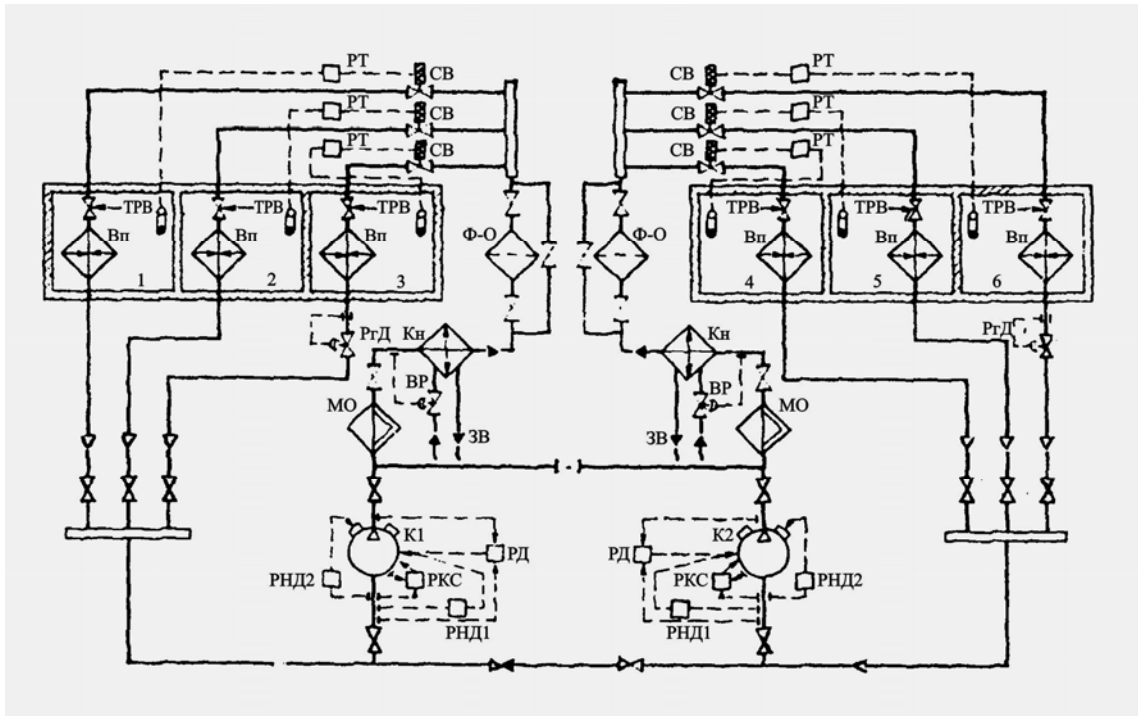 РТ СВ СВ РТ
РТ СВ СВ РТ
РТ СВ СВ РТ
ТРВ ТРВ ТРВ ТРВ ТРВ ТРВ
Вп Вп Вп Ф-О Ф-О Вп Вп Вп
1 2 3 4 5 6
РгД Кн Кн РгД
ВР ВР
МО ЗВ ЗВ МО
К1 К2
РД РД
РНД2 РКС РКС РНД2
РНД1 РНД1